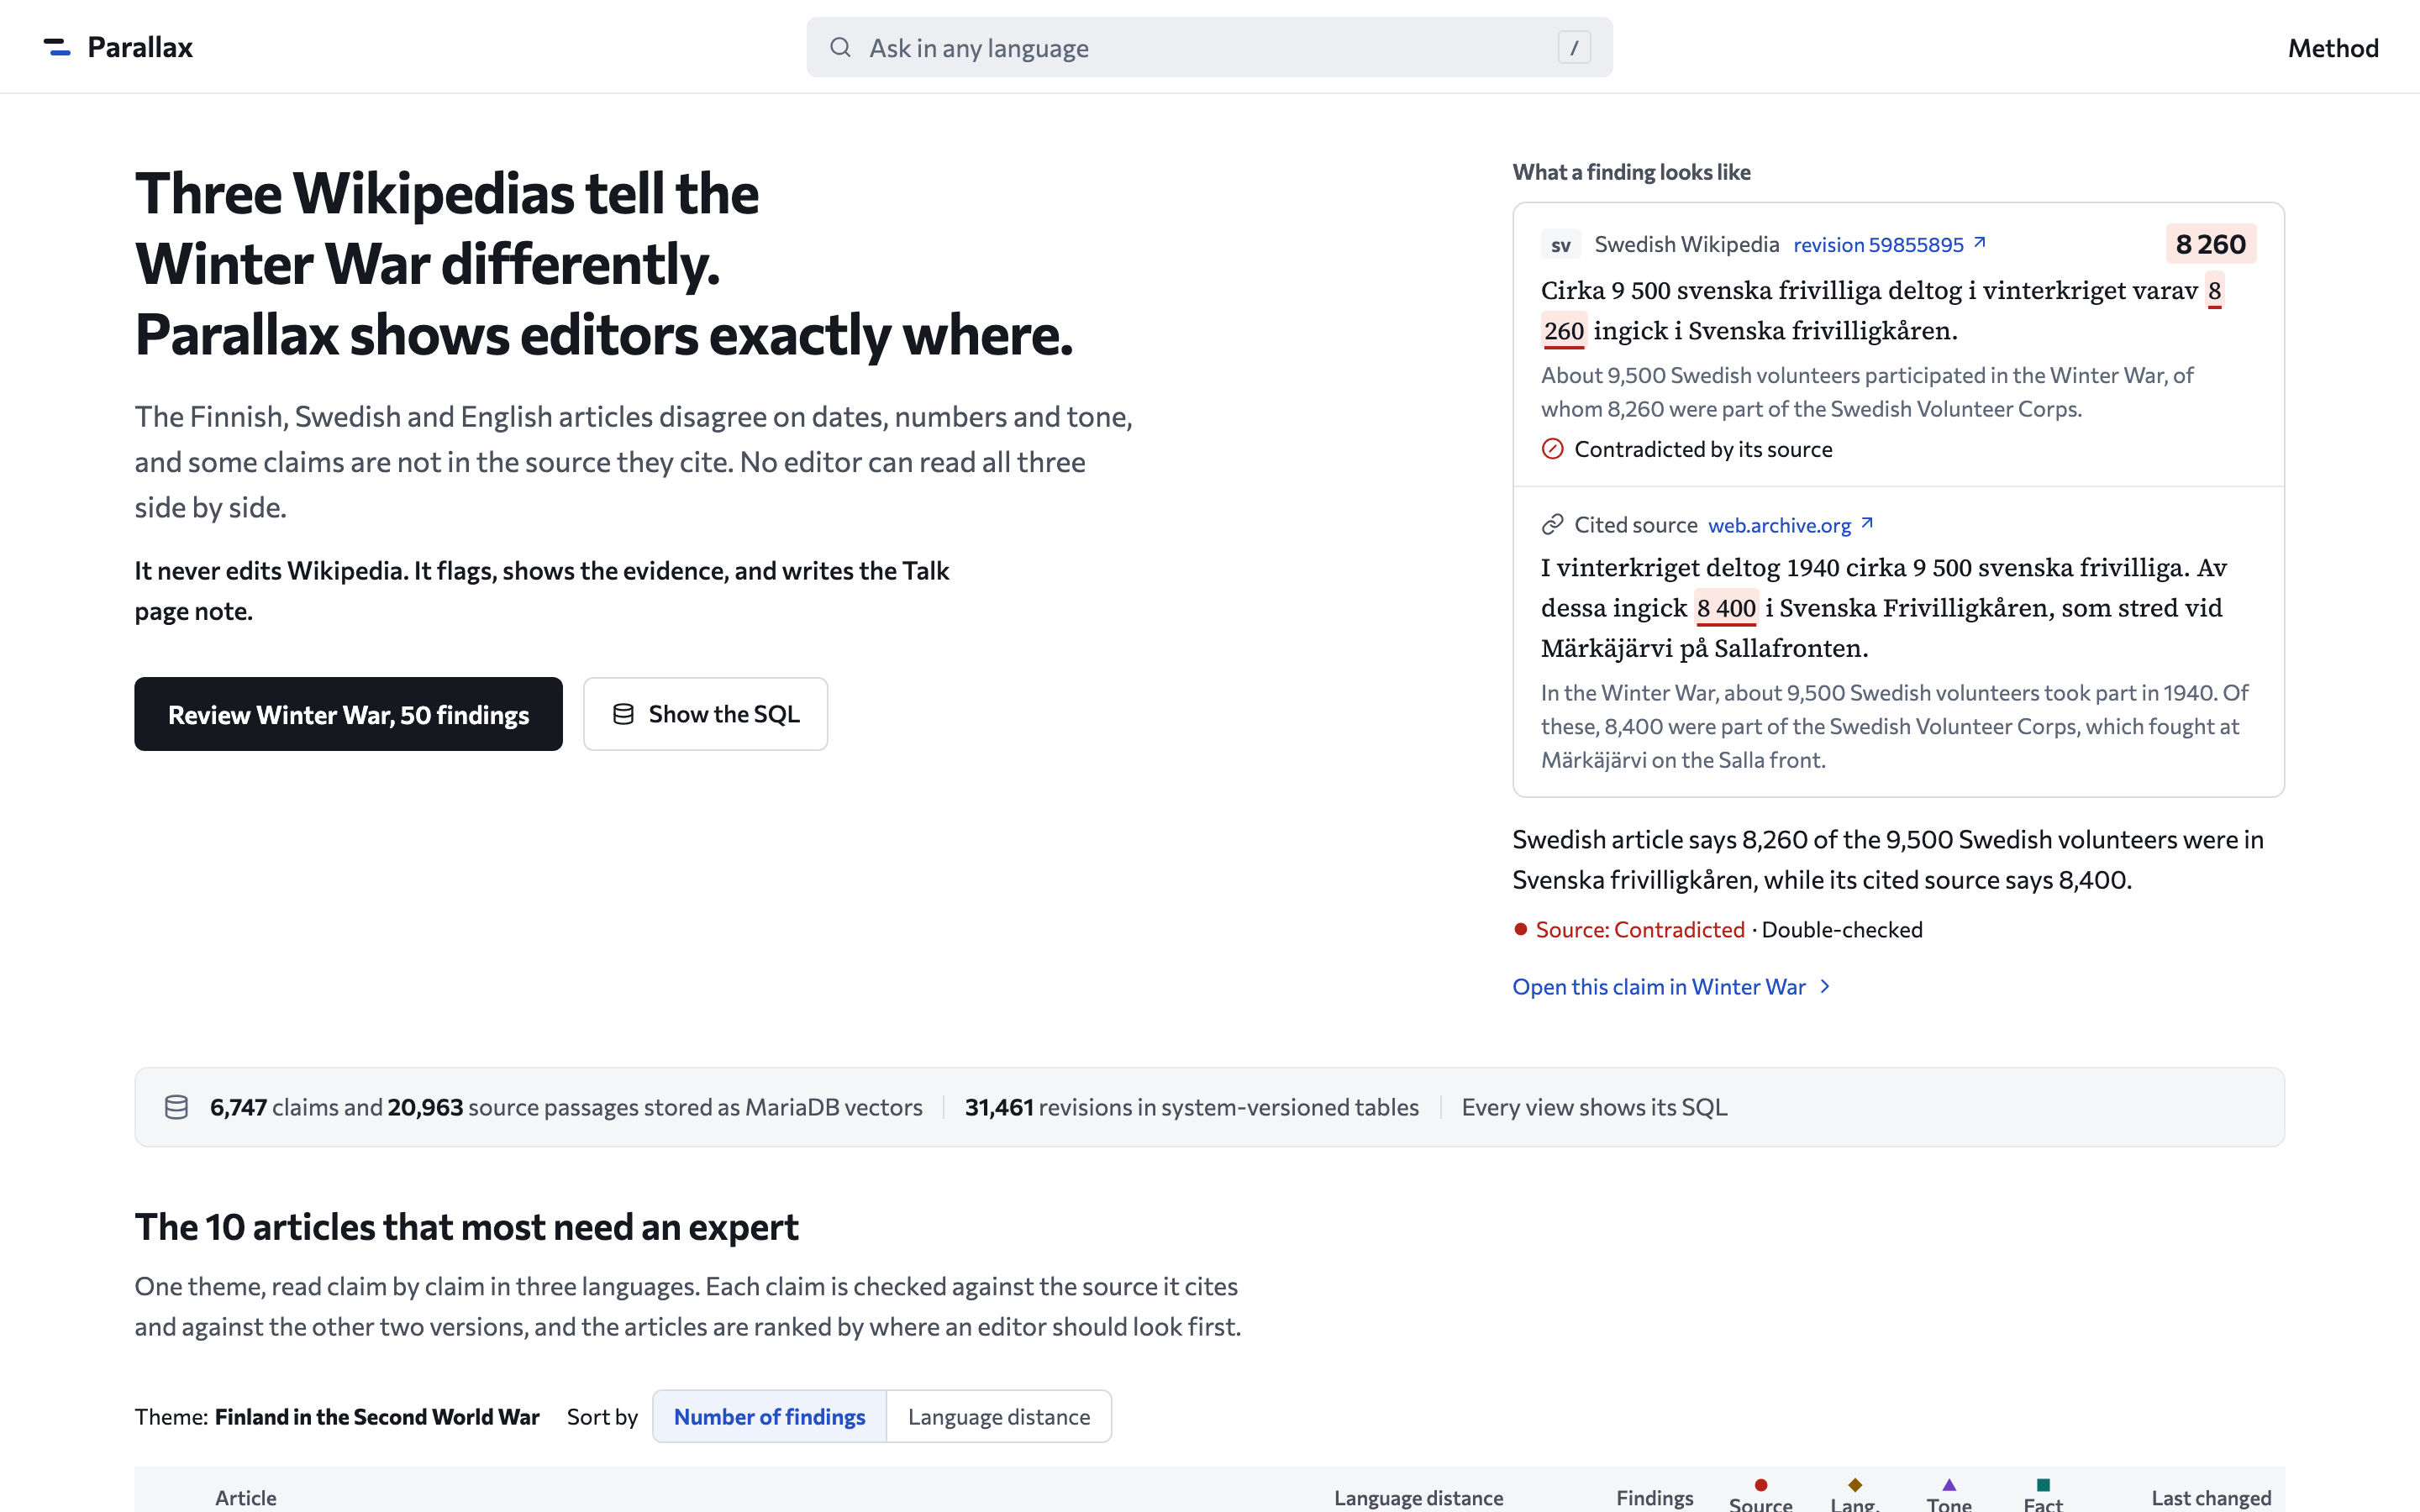 Parallax
Ask in any language
/
Method
Three Wikipedias tell the
Winter War differently.
Parallax shows editors exactly where.
The Finnish, Swedish and English articles disagree on dates, numbers and tone,
and some claims are not in the source they cite. No editor can read all three
side by side.
It never edits Wikipedia. It flags, shows the evidence, and writes the Talk
page note.
Review Winter War, 50 findings
Show the SQL
What a finding looks like
sv Swedish Wikipedia revision 59855895
8 260
Cirka 9 500 svenska frivilliga deltog i vinterkriget varav 8
260 ingick i Svenska frivilligkåren.
About 9,500 Swedish volunteers participated in the Winter War, of
whom 8,260 were part of the Swedish Volunteer Corps.
Contradicted by its source
Cited source web.archive.org
I vinterkriget deltog 1940 cirka 9 500 svenska frivilliga. Av
dessa ingick 8 400 i Svenska Frivilligkåren, som stred vid
Märkäjärvi på Sallafronten.
In the Winter War, about 9,500 Swedish volunteers took part in 1940. Of
these, 8,400 were part of the Swedish Volunteer Corps, which fought at
Märkäjärvi on the Salla front.
Swedish article says 8,260 of the 9,500 Swedish volunteers were in
Svenska frivilligkåren, while its cited source says 8,400.
Source: Contradicted · Double-checked
Open this claim in Winter War
6,747 claims and 20,963 source passages stored as MariaDB vectors
31,461 revisions in system-versioned tables
Every view shows its SQL
The 10 articles that most need an expert
One theme, read claim by claim in three languages. Each claim is checked against the source it cites
and against the other two versions, and the articles are ranked by where an editor should look first.
Theme: Finland in the Second World War
Sort by
Number of findings
Language distance
Article
Language distance
Findings
Source
Lang.
Tone
Fact
Last changed